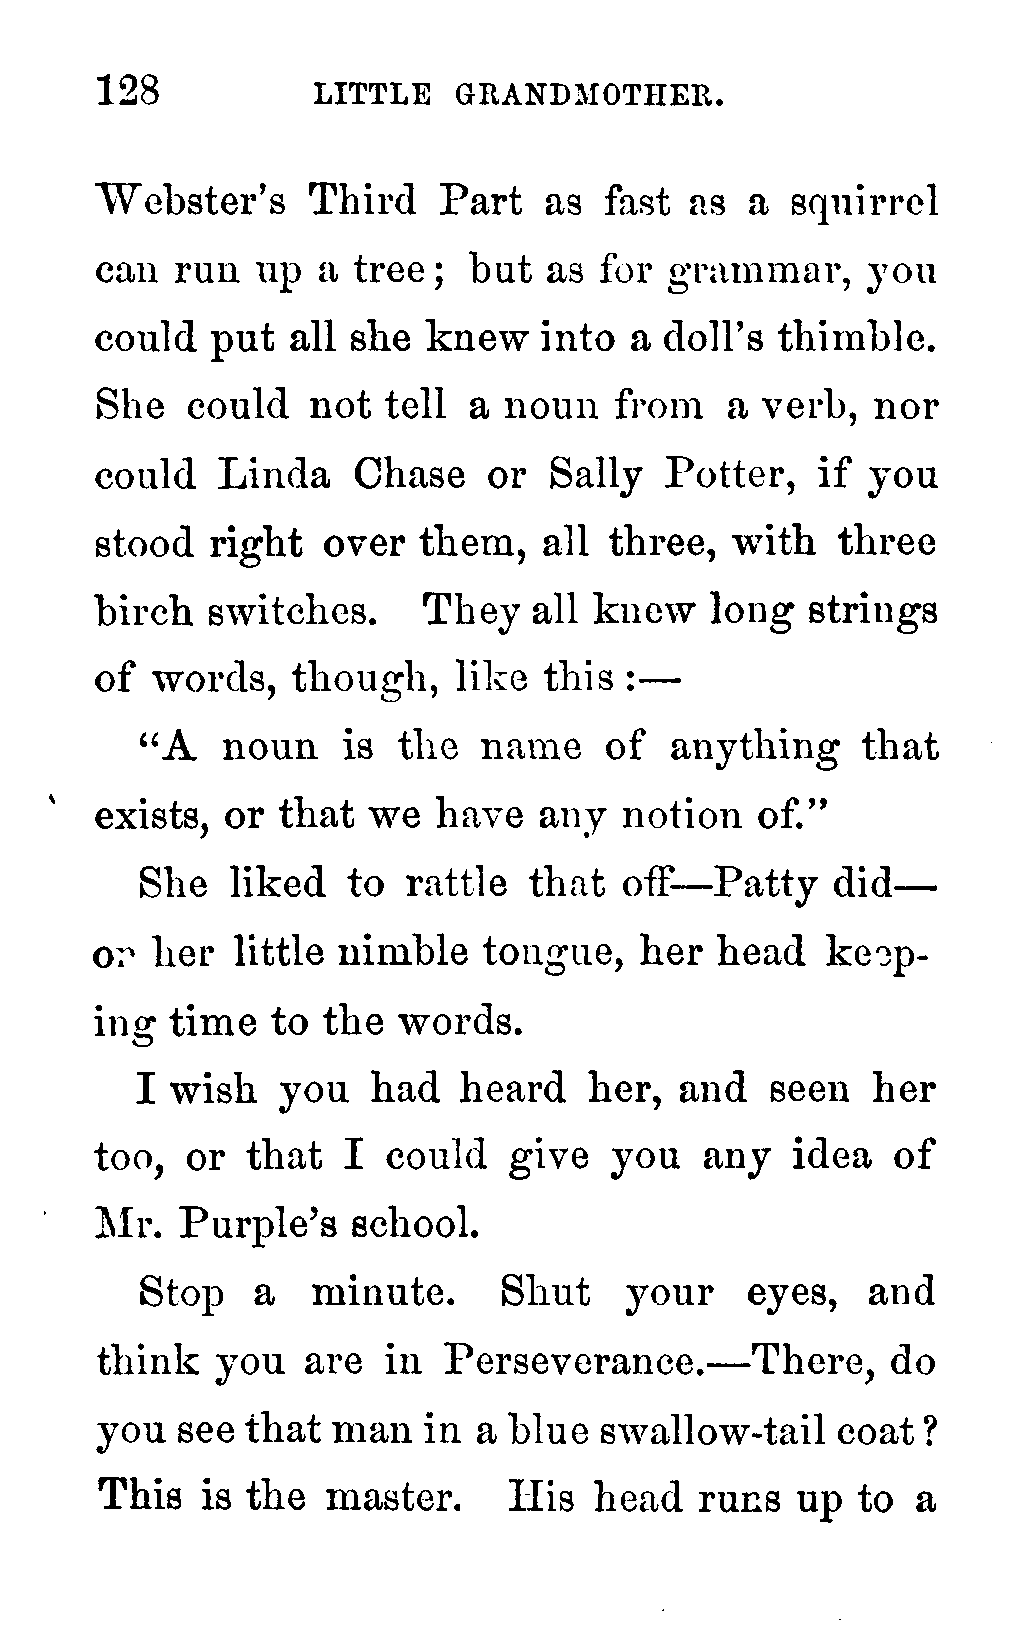 128 LITTLE GRANDMOTHER.
Webster's Third Part as fast as a squirrel
can run up a tree; but as for grammar, you
could put all she knew into a doll's thimble.
She could not tell a noun from a verb, nor
could Linda Chase or Sally Potter, if you
stood right over them, all three, with three
birch switches. They all knew long strings
of words, though, like this:—
“A noun is the name of anything that
exists, or that we have any notion of.”
She liked to rattle that off—Patty did—
or her little nimble tongue, her head keep-
ing time to the words.
I wish you had heard her, and seen her
too, or that I could give you any idea of
Mr. Purple's school.
Stop a minute. Shut your eyes, and
think you are in Perseverance.—There, do
you see that man in a blue swallow-tail coat?
This is the master. His head runs up to a